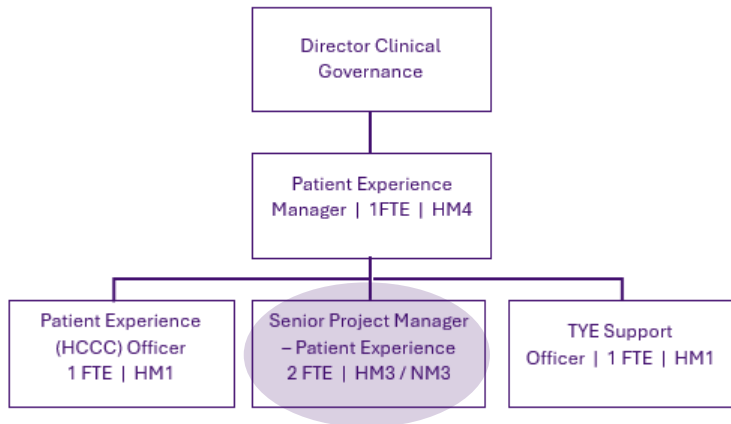 Director Clinical
Governance
Patient Experience
Manager | 1FTE | HM4
Patient Experience
(HCCC) Officer
1 FTE | HM1
Senior Project Manager
– Patient Experience
2 FTE | HM3 / NM3
TYE Support
Officer | 1 FTE | HM1